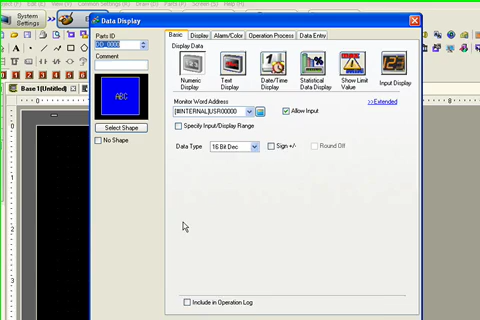 System
Settings
Data Display
Parts ID
DD_0000
Comment
ABC
Select Shape
No Shape
Basic Display Alarm/Color Operation Process Data Entry
Display Data
Numeric
Display
Text
Display
Date/Time
Display
Statistical
Data Display
Show Limit
Value
Input Display
Monitor Word Address
[#INTERNAL]USR00000
Allow Input
>>Extended
Specify Input/Display Range
Data Type 16 Bit Dec Sign +/- Round Off
Include in Operation Log
Base 1(Untitled)